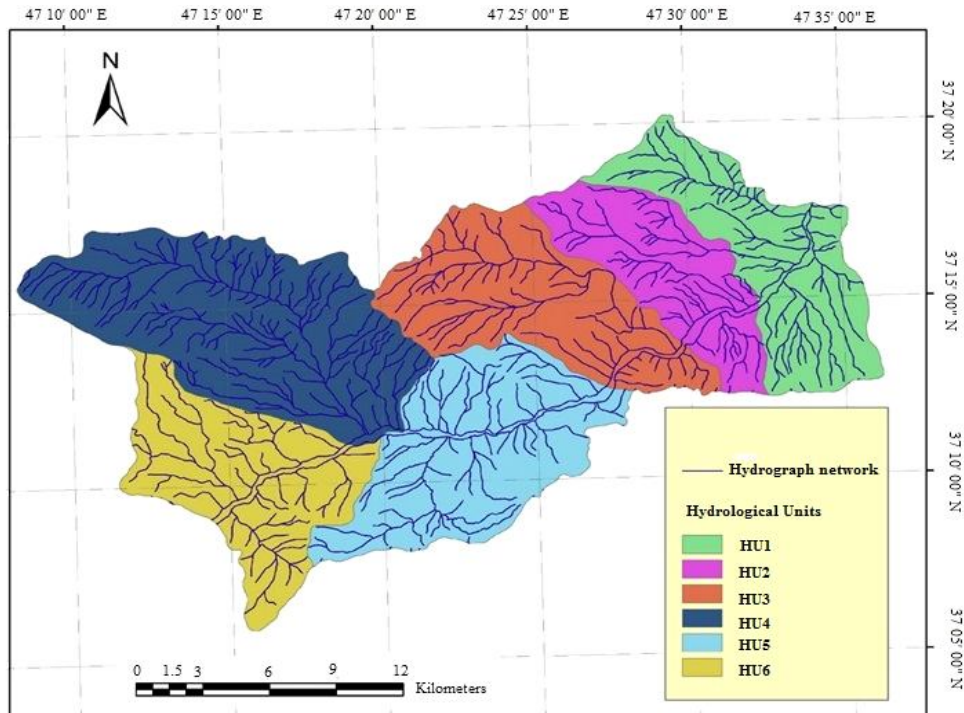 47 10' 00" E 47 15' 00" E 47 20' 00" E 47 25' 00" E 47 30' 00" E 47 35' 00" E
N
37 20' 00" N
37 15' 00" N
37 10' 00" N
37 05' 00" N
Hydrograph network
Hydrological Units
HU1
HU2
HU3
HU4
HU5
HU6
0 1.5 3 6 9 12
Kilometers